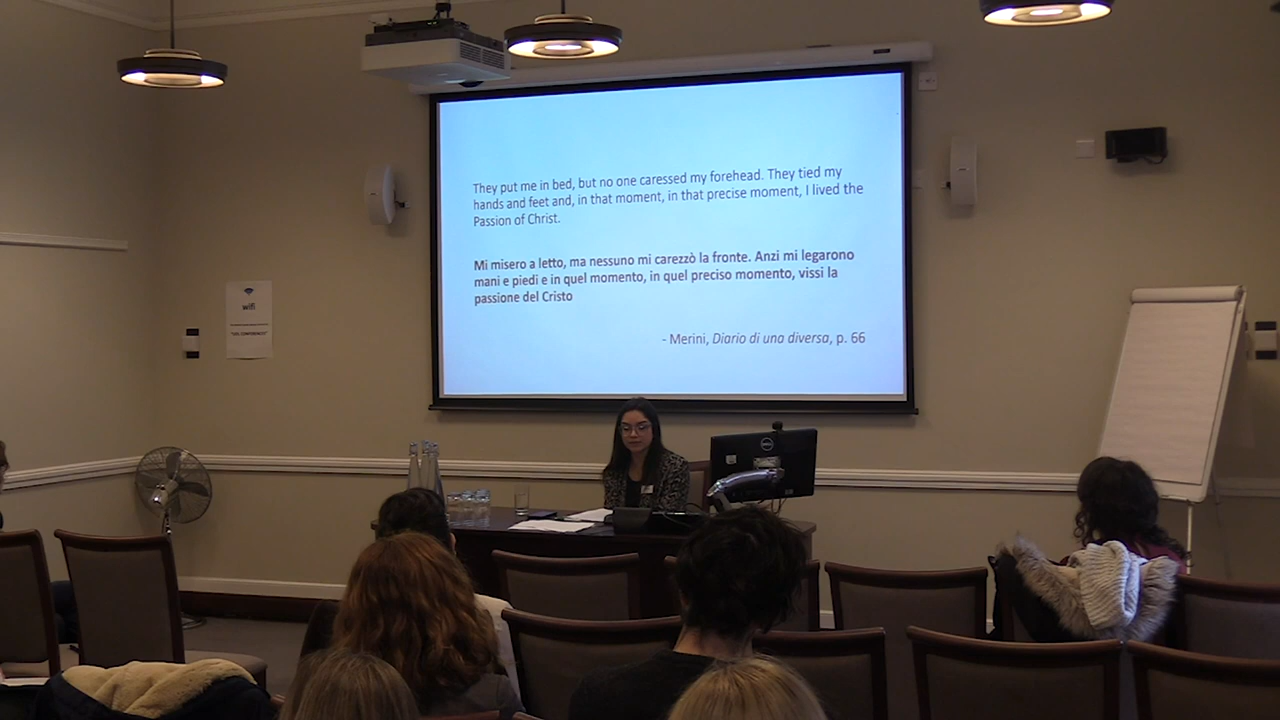 They put me in bed, but no one caressed my forehead. They tied my
hands and feet and, in that moment, in that precise moment, I lived the
Passion of Christ.
Mi misero a letto, ma nessuno mi carezzò la fronte. Anzi mi legarono
mani e piedi e in quel momento, in quel preciso momento, vissi la
passione del Cristo
- Merini, Diario di una diversa, p. 66
wifi
DELL